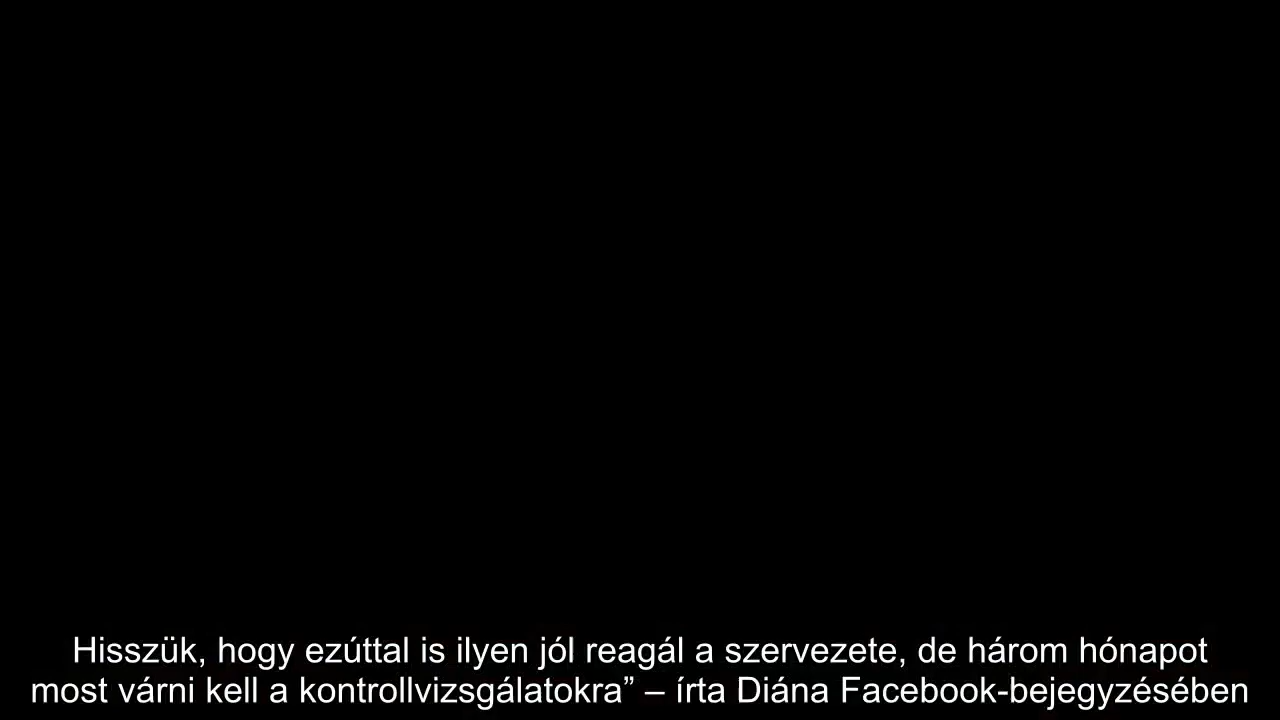 Hisszük, hogy ezúttal is ilyen jól reagál a szervezete, de három hónapot
most várni kell a kontrollvizsgálatokra” – írta Diána Facebook-bejegyzésében